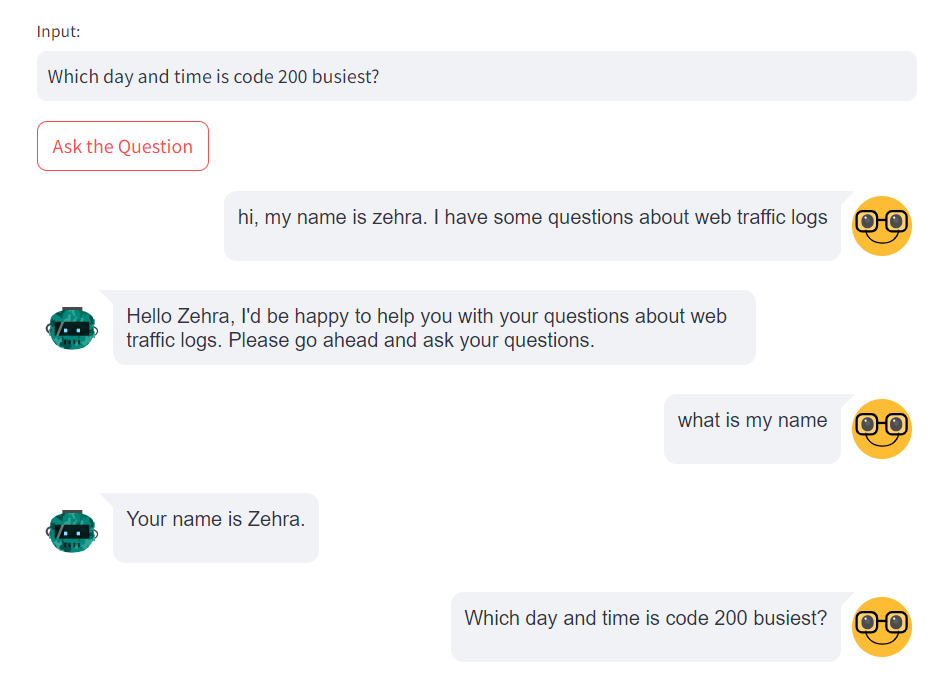 Input:
Which day and time is code 200 busiest?
Ask the Question
hi, my name is zehra. I have some questions about web traffic logs
Hello Zehra, I'd be happy to help you with your questions about web
traffic logs. Please go ahead and ask your questions.
what is my name
Your name is Zehra.
Which day and time is code 200 busiest?